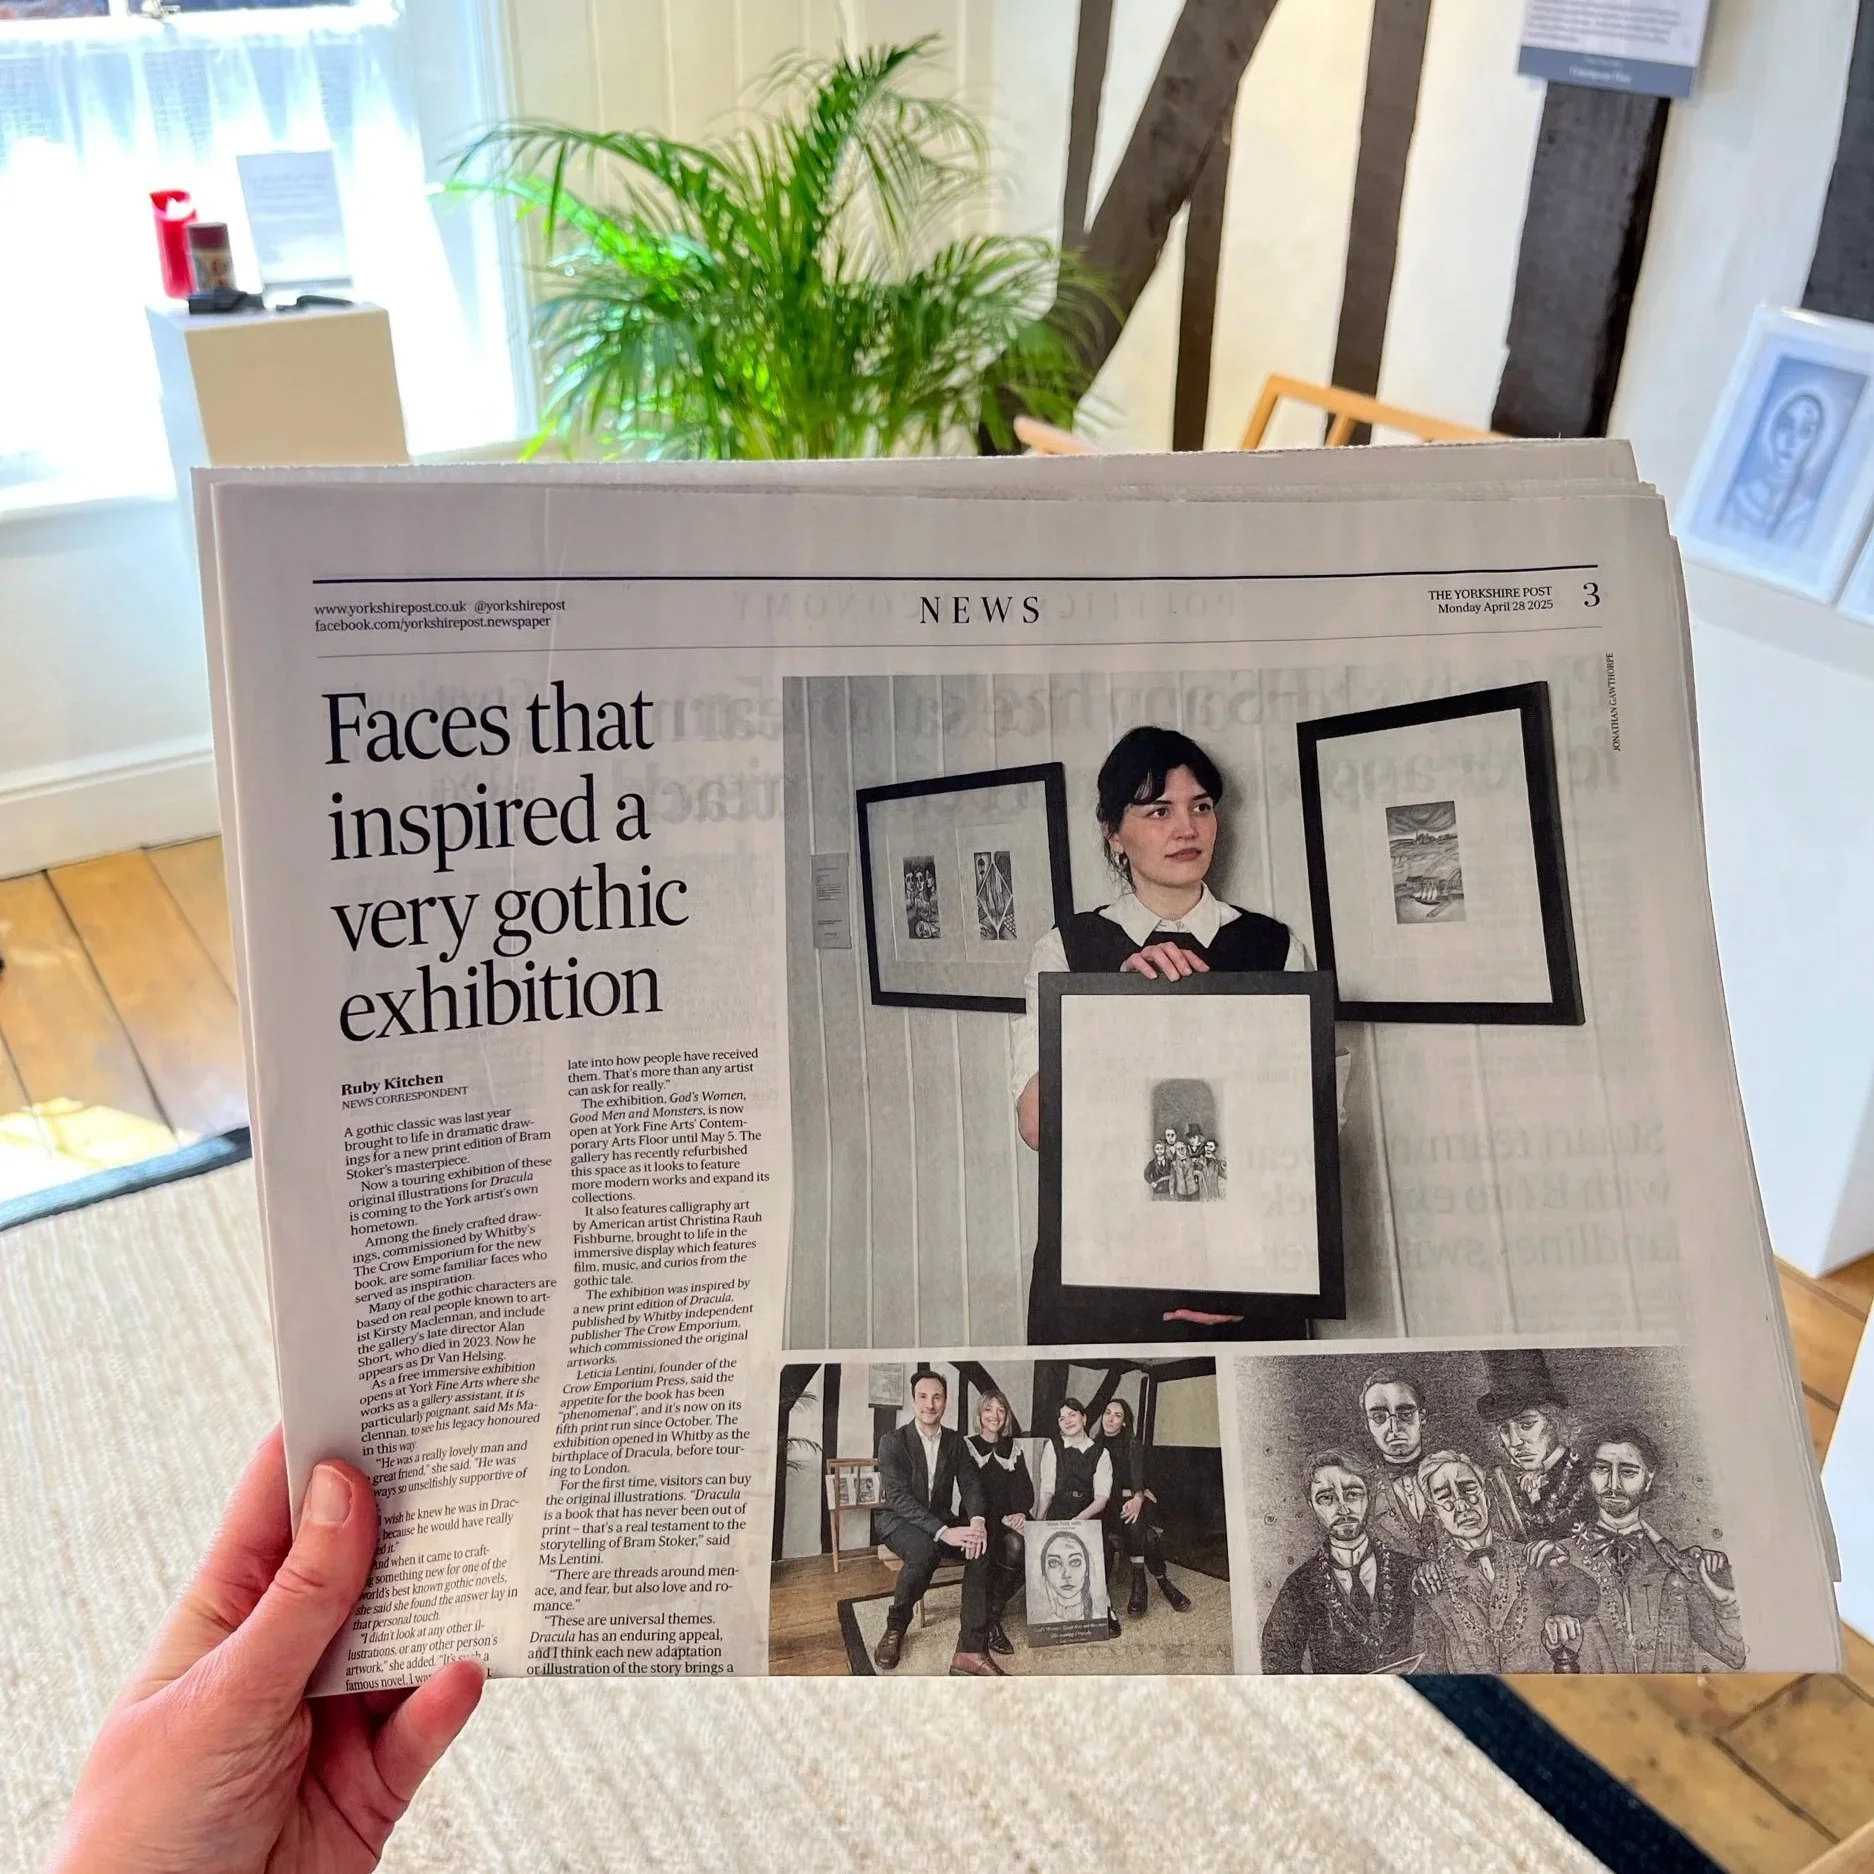 www.yorkshirepost.co.uk @yorkshirepost
facebook.com/yorkshirepost.newspaper
NEWS
THE YORKSHIRE POST
Monday April 28 2025
3
Faces that
inspired a
very gothic
exhibition
JONATHAN GAWTHORPE
Ruby Kitchen
NEWS CORRESPONDENT
A gothic classic was last year
brought to life in dramatic draw-
ings for a new print edition of Bram
Stoker's masterpiece.
Now a touring exhibition of these
original illustrations for Dracula
is coming to the York artist's own
hometown.
Among the finely crafted draw-
ings, commissioned by Whitby's
The Crow Emporium for the new
book, are some familiar faces who
served as inspiration.
Many of the gothic characters are
based on real people known to art-
ist Kirsty Maclennan, and include
the gallery's late director Alan
Short, who died in 2023. Now he
appears as Dr Van Helsing.
As a free immersive exhibition
opens at York Fine Arts where she
works as a gallery assistant, it is
particularly poignant, said Ms Ma-
clennan, to see his legacy honoured
in this way.
"He was a really lovely man and
great friend," she said. "He was
ways so unselfishly supportive of
I wish he knew he was in Drac-
because he would have really
ed it."
nd when it came to craft-
g something new for one of the
rld's best known gothic novels,
she said she found the answer lay in
that personal touch.
"I didn't look at any other il-
lustrations, or any other person's
artwork," she added. "It's such a
famous novel, I wa
late into how people have received
them. That's more than any artist
can ask for really."
The exhibition, God's Women,
Good Men and Monsters, is now
open at York Fine Arts' Contem-
porary Arts Floor until May 5. The
gallery has recently refurbished
this space as it looks to feature
more modern works and expand its
collections.
It also features calligraphy art
by American artist Christina Rauh
Fishburne, brought to life in the
immersive display which features
film, music, and curios from the
gothic tale.
The exhibition was inspired by
a new print edition of Dracula,
published by Whitby independent
publisher The Crow Emporium,
which commissioned the original
artworks.
Leticia Lentini, founder of the
Crow Emporium Press, said the
appetite for the book has been
"phenomenal", and it's now on its
fifth print run since October. The
exhibition opened in Whitby as the
birthplace of Dracula, before tour-
ing to London.
For the first time, visitors can buy
the original illustrations. "Dracula
is a book that has never been out of
print – that's a real testament to the
storytelling of Bram Stoker," said
Ms Lentini.
"There are threads around men-
ace, and fear, but also love and ro-
mance."
"These are universal themes.
Dracula has an enduring appeal,
and I think each new adaptation
or illustration of the story brings a